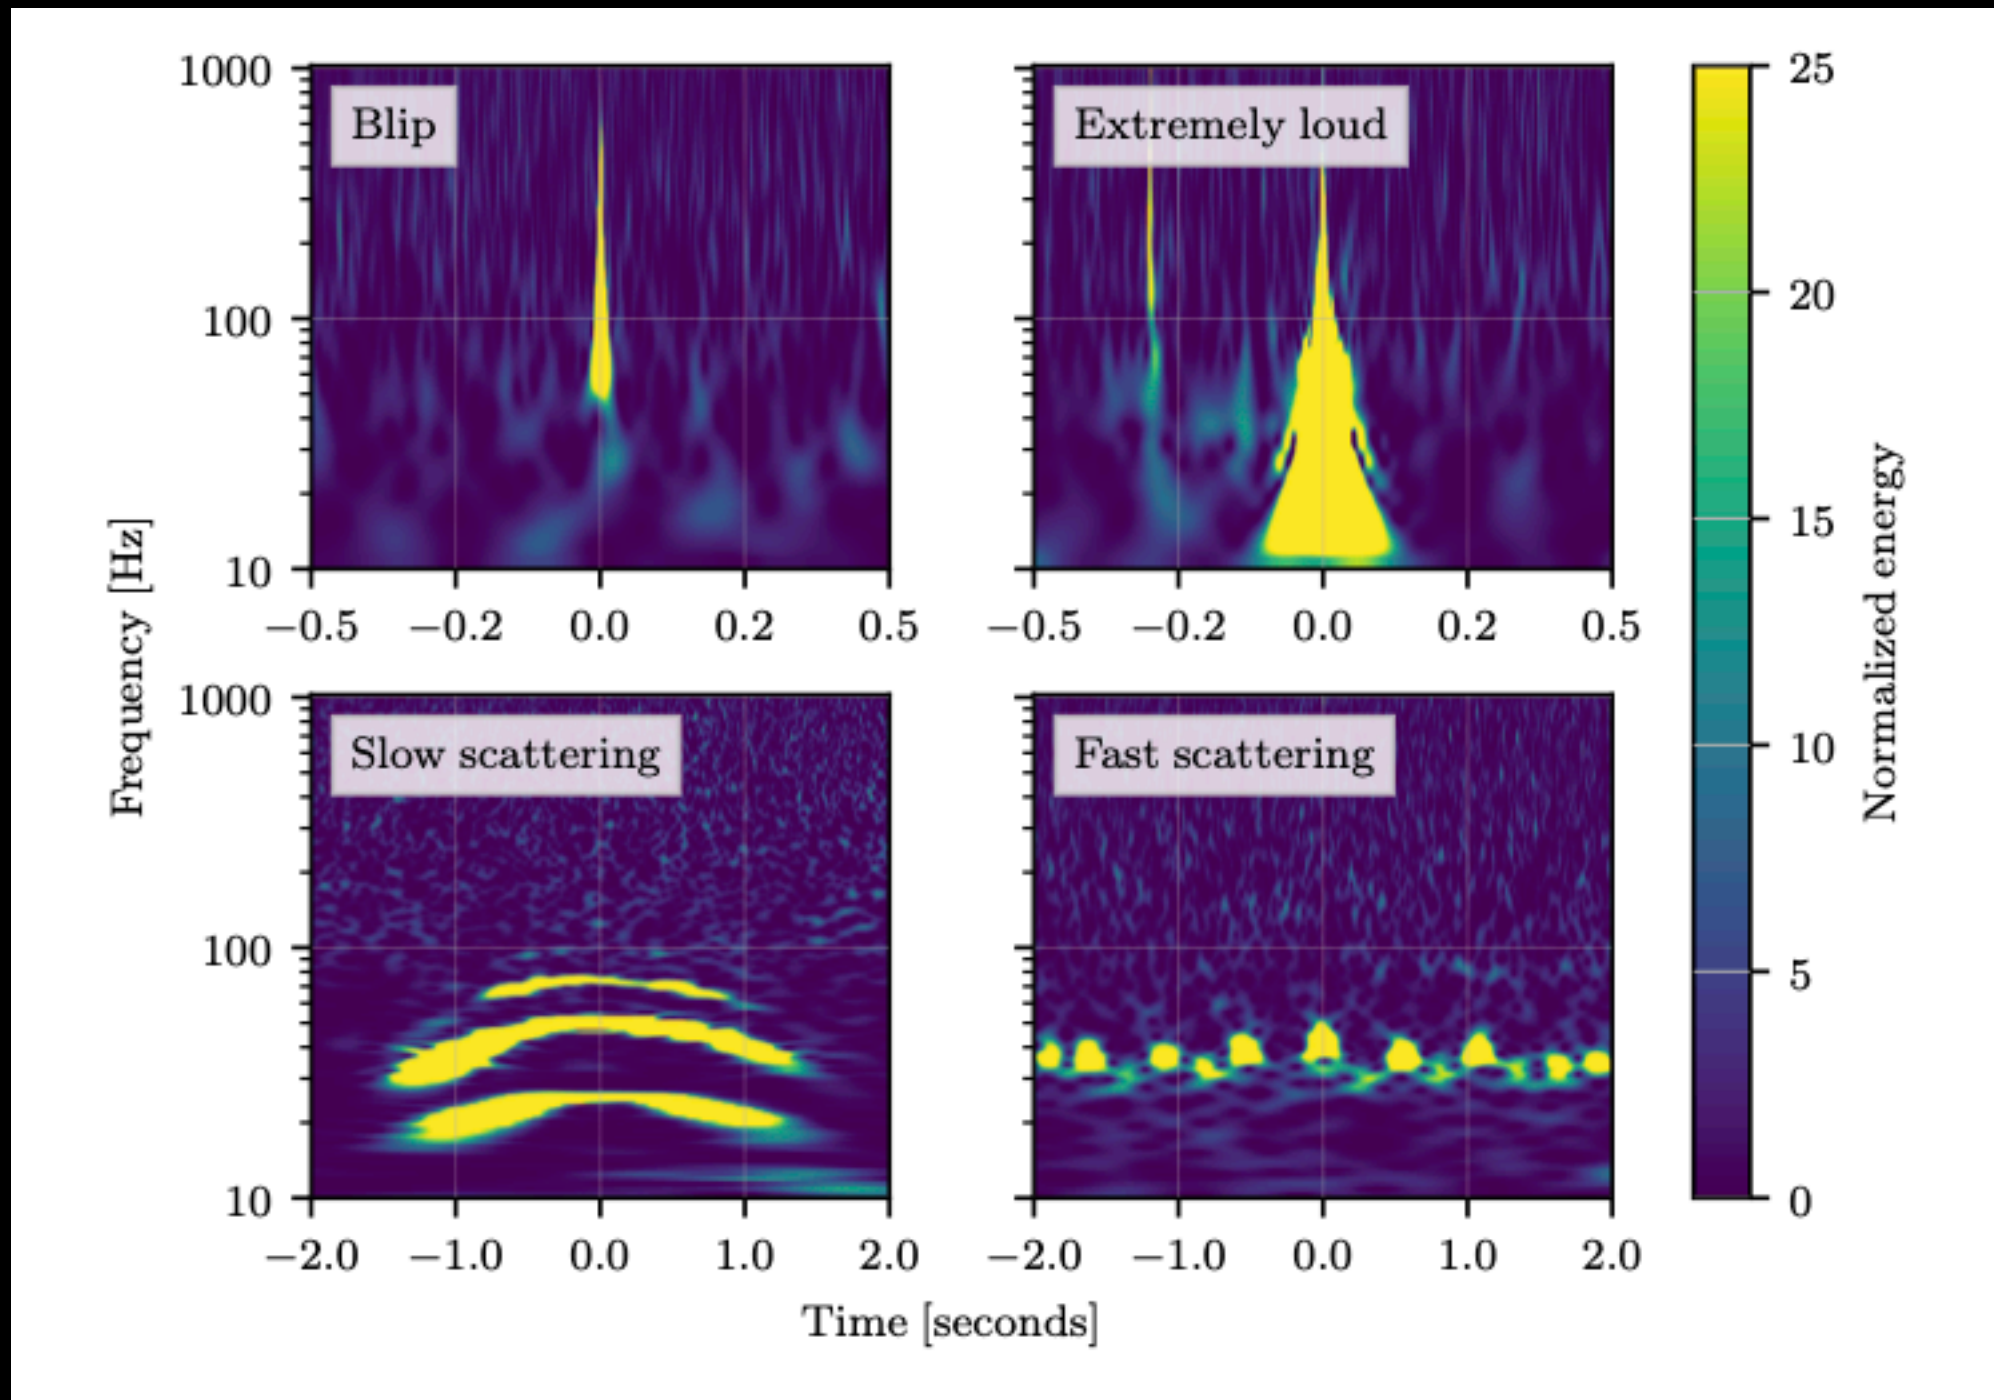 1000
100
10
Blip
−0.5 −0.2 0.0 0.2 0.5
Extremely loud
−0.5 −0.2 0.0 0.2 0.5
Frequency [Hz]
1000
100
10
Slow scattering
−2.0 −1.0 0.0 1.0 2.0
Fast scattering
−2.0 −1.0 0.0 1.0 2.0
Time [seconds]
25
20
15
10
5
0
Normalized energy